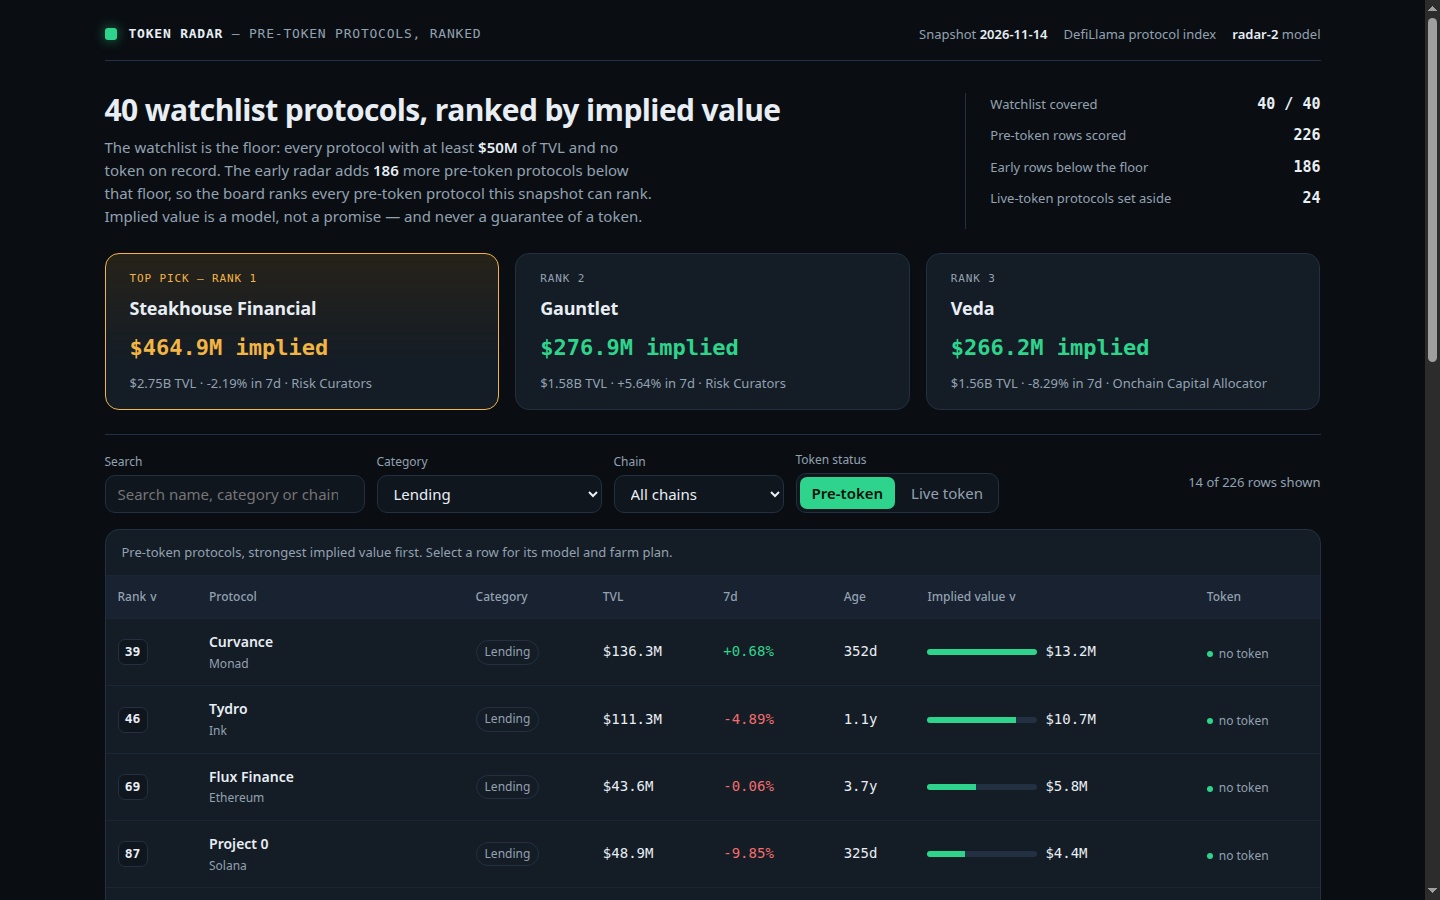 TOKEN RADAR — PRE-TOKEN PROTOCOLS, RANKED
Snapshot 2026-11-14 DefiLlama protocol index radar-2 model
40 watchlist protocols, ranked by implied value
The watchlist is the floor: every protocol with at least $50M of TVL and no
token on record. The early radar adds 186 more pre-token protocols below
that floor, so the board ranks every pre-token protocol this snapshot can rank.
Implied value is a model, not a promise — and never a guarantee of a token.
Watchlist covered 40 / 40
Pre-token rows scored 226
Early rows below the floor 186
Live-token protocols set aside 24
TOP PICK — RANK 1
Steakhouse Financial
$464.9M implied
$2.75B TVL · -2.19% in 7d · Risk Curators
RANK 2
Gauntlet
$276.9M implied
$1.58B TVL · +5.64% in 7d · Risk Curators
RANK 3
Veda
$266.2M implied
$1.56B TVL · -8.29% in 7d · Onchain Capital Allocator
Search
Search name, category or chain
Category
Lending
Chain
All chains
Token status
Pre-token Live token
14 of 226 rows shown
Pre-token protocols, strongest implied value first. Select a row for its model and farm plan.
Rank v Protocol Category TVL 7d Age Implied value v Token
39 Curvance Lending $136.3M +0.68% 352d $13.2M no token
Monad
46 Tydro Lending $111.3M -4.89% 1.1y $10.7M no token
Ink
69 Flux Finance Lending $43.6M -0.06% 3.7y $5.8M no token
Ethereum
87 Project 0 Lending $48.9M -9.85% 325d $4.4M no token
Solana